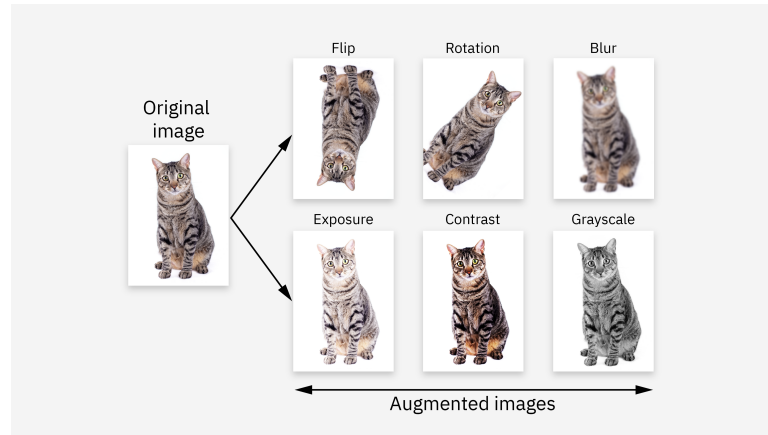 Original
image
Flip
Rotation
Blur
Exposure
Contrast
Grayscale
Augmented images